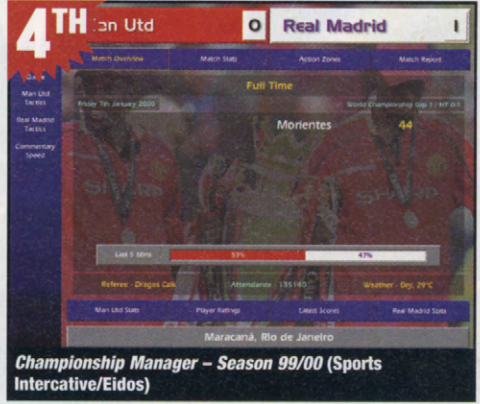 4TH
an Utd 0 Real Madrid 1
Match Overview Match Stats Action Zones Match Report
Full Time
Friday 7th January 2000 World Championship Grp 1 / HT 0-1
Man Utd
Tactics
Real Madrid
Tactics
Commentary
Speed
Morientes 44
Last 5 Mins 53% 47%
Referee - Dragos Attendance - 135140 Weather - Dry, 29°C
Man Utd Stats Player Ratings Latest Scores Real Madrid Stats
Maracaná, Rio de Janeiro
Championship Manager – Season 99/00 (Sports
Intercative/Eidos)